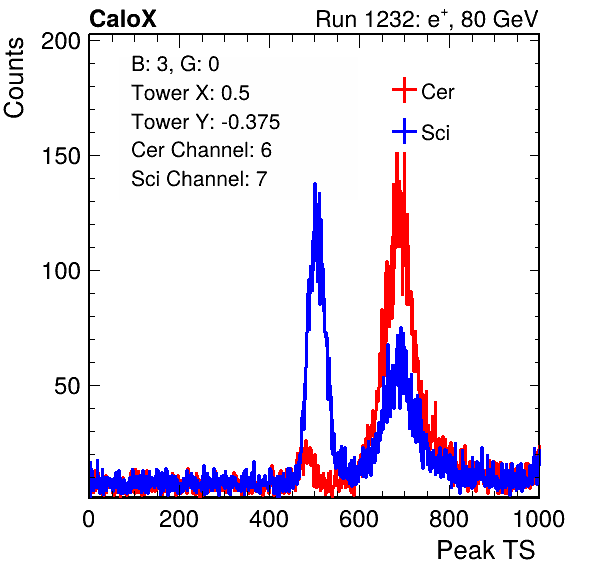 CaloX
Run 1232: e+, 80 GeV
Counts
200
150
100
50
B: 3, G: 0
Tower X: 0.5
Tower Y: -0.375
Cer Channel: 6
Sci Channel: 7
Cer
Sci
0 200 400 600 800 1000
Peak TS